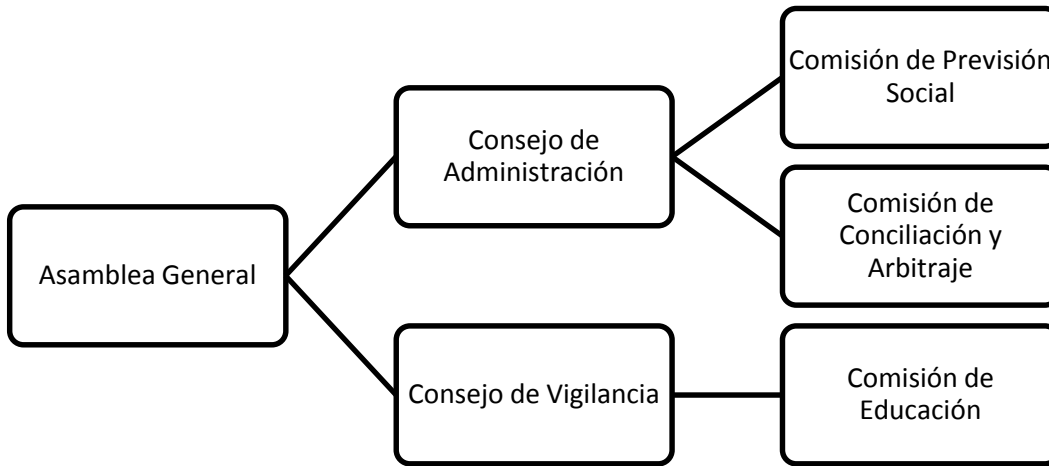 Asamblea General
Consejo de
Administración
Consejo de Vigilancia
Comisión de Previsión
Social
Comisión de
Conciliación y
Arbitraje
Comisión de
Educación